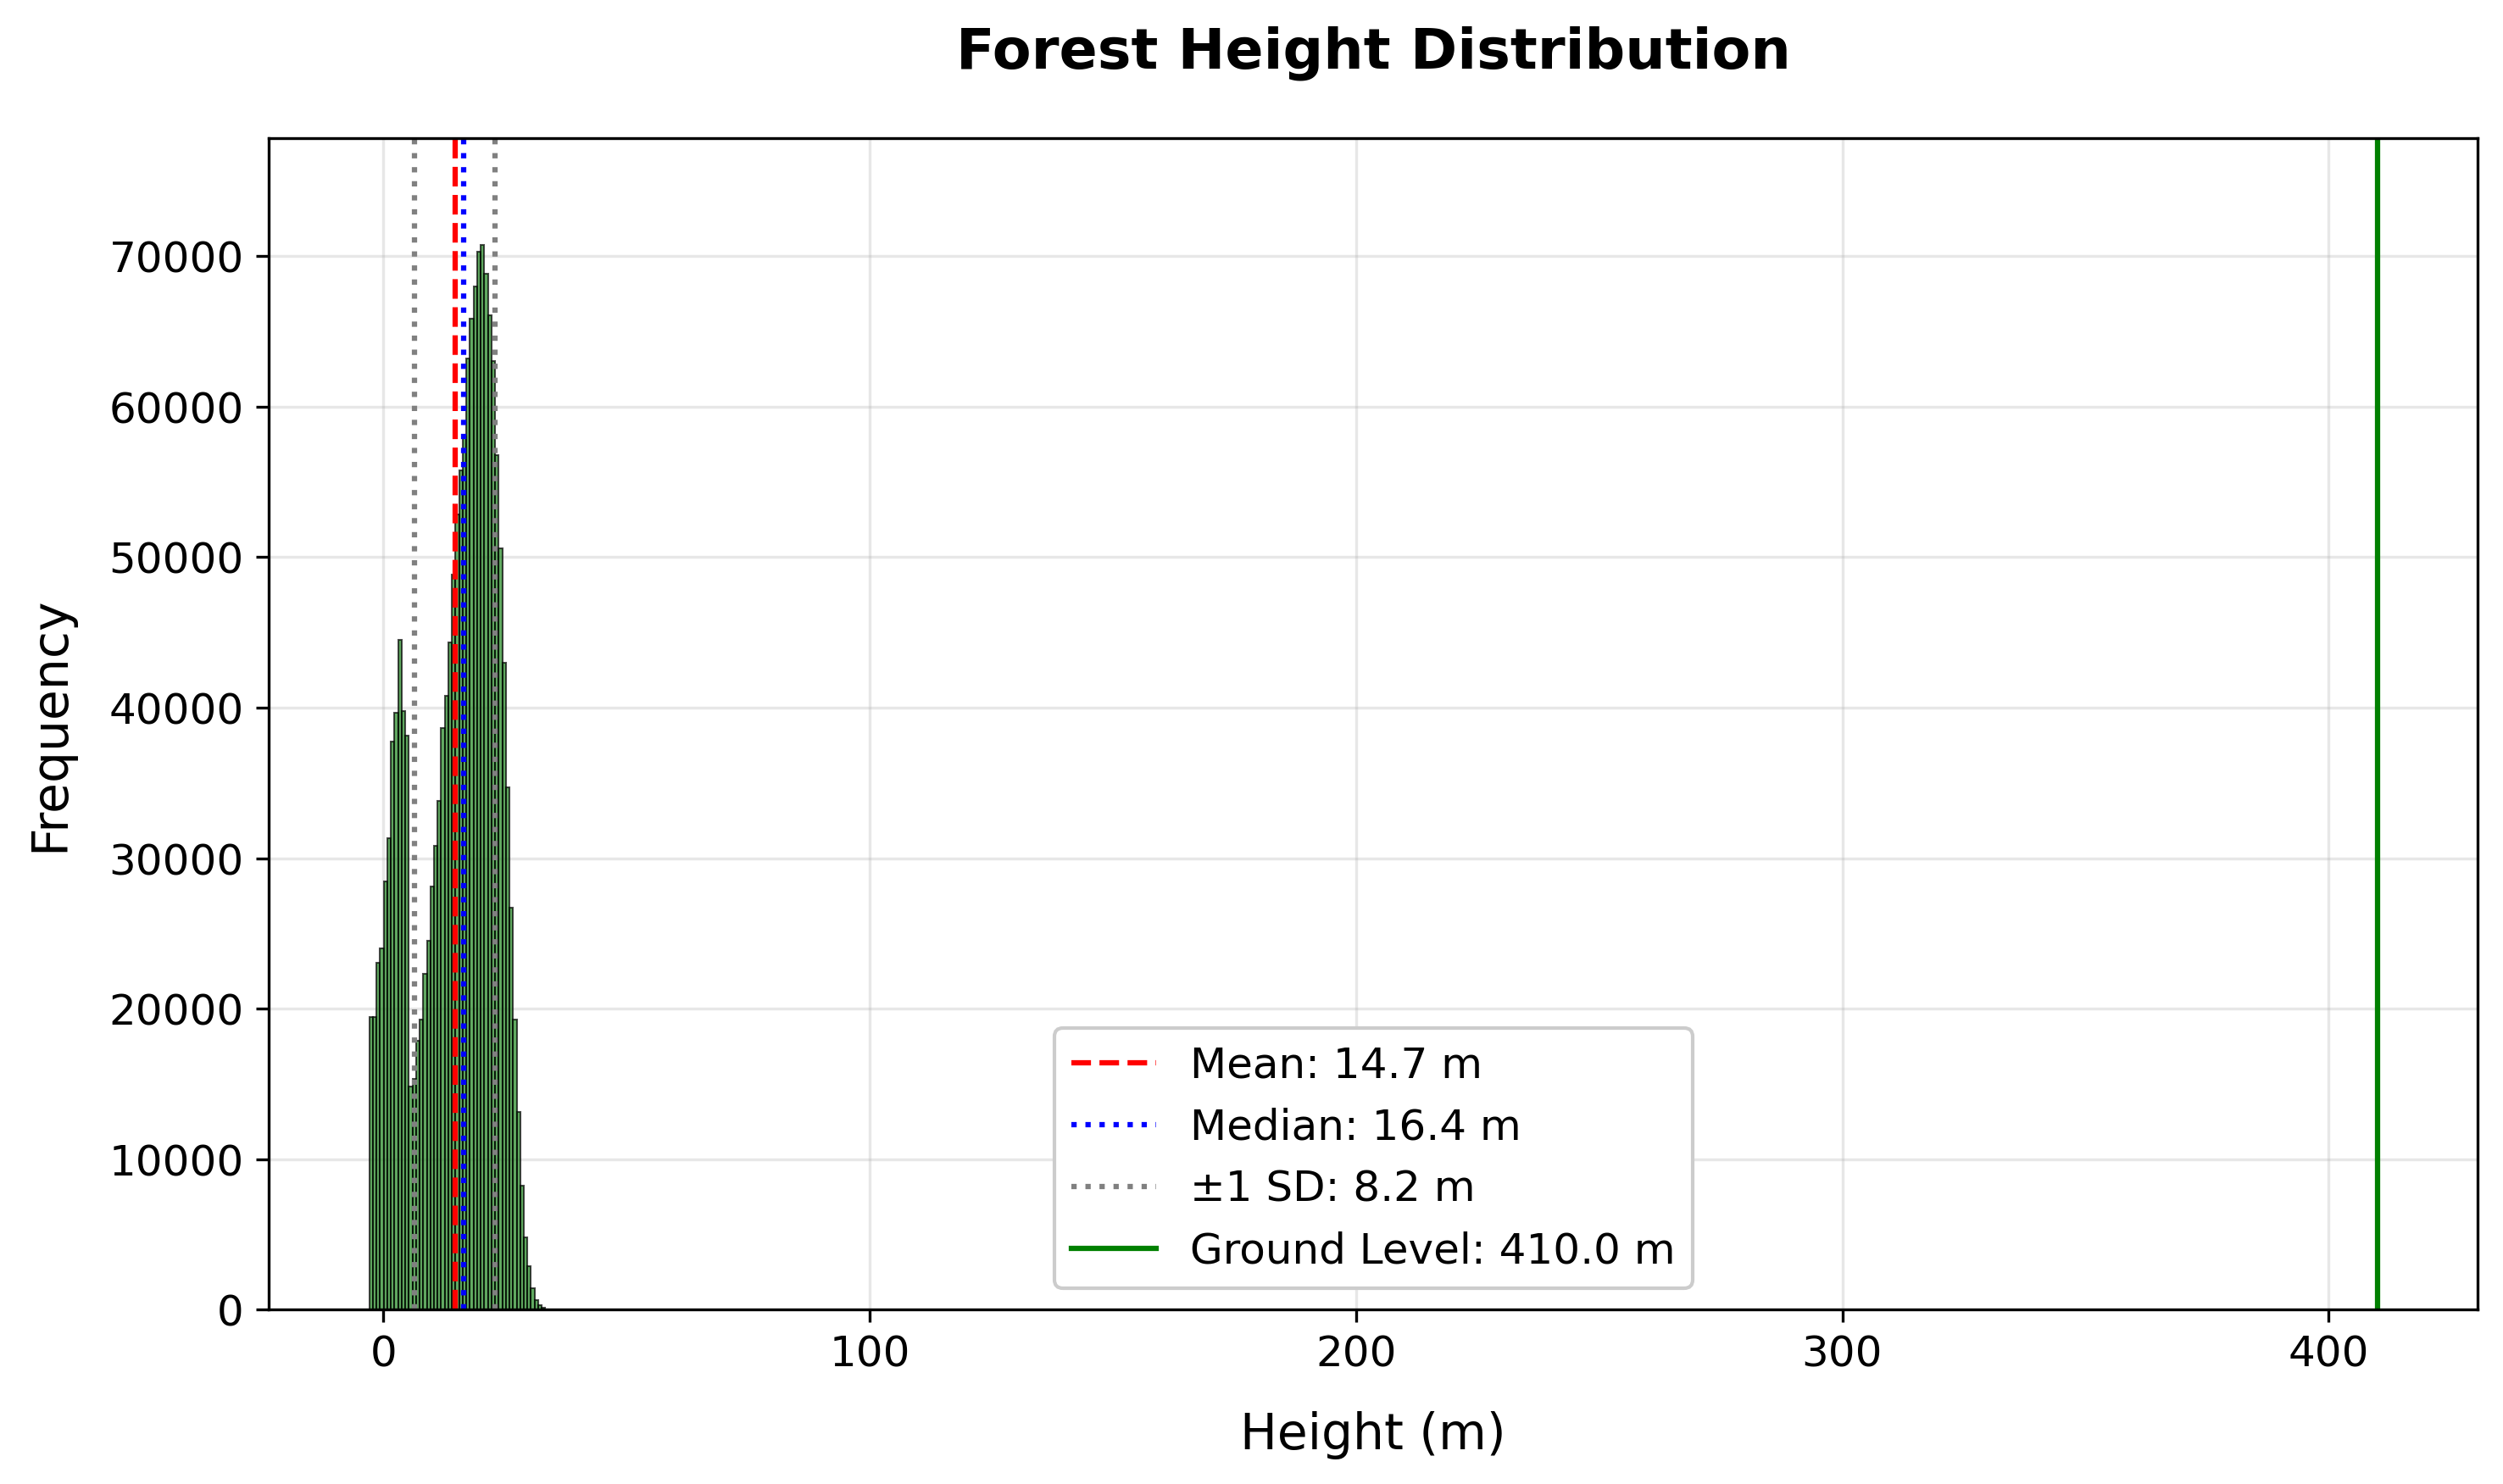 Forest Height Distribution
Frequency
70000
60000
50000
40000
30000
20000
10000
0
Mean: 14.7 m
Median: 16.4 m
±1 SD: 8.2 m
Ground Level: 410.0 m
0 100 200 300 400
Height (m)